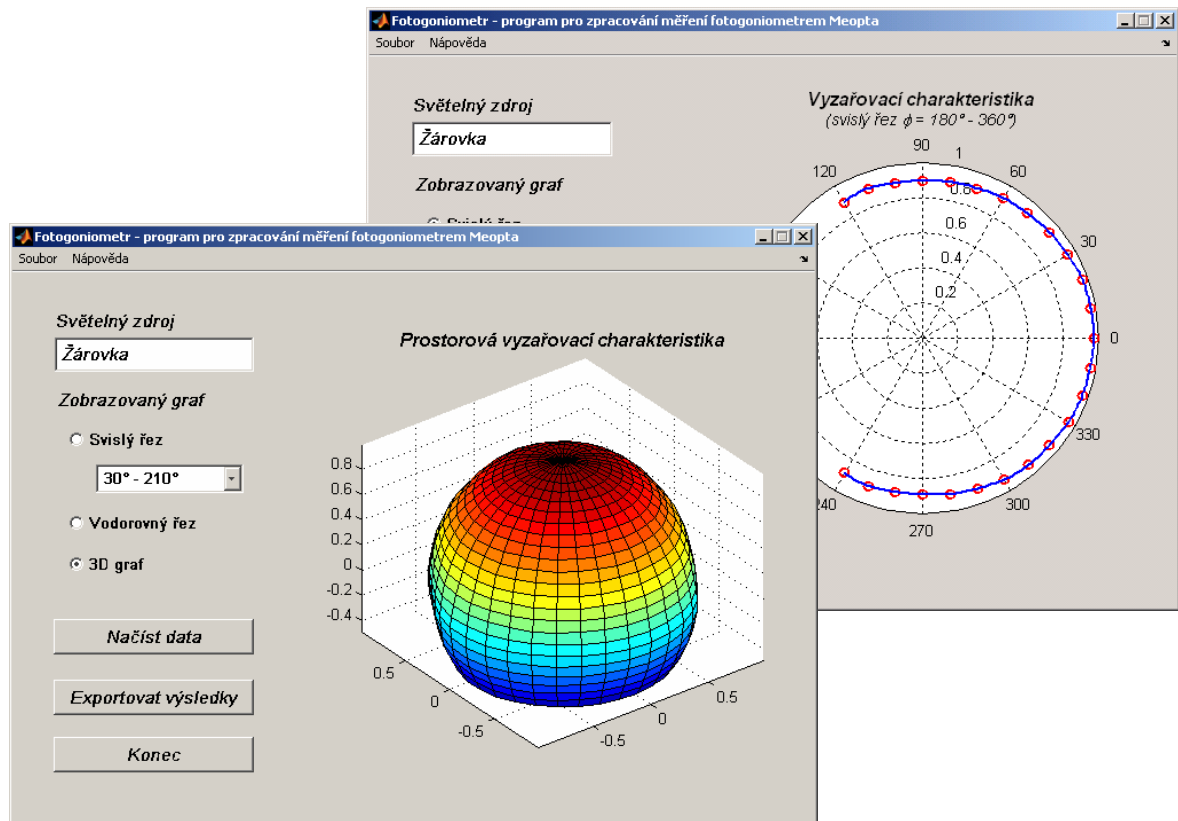 Fotogoniometr - program pro zpracování měření fotogoniometrem Meopta
Soubor Nápověda
Světelný zdroj
Žárovka
Zobrazovaný graf
Svislý řez
Vyzařovací charakteristika
(svislý řez ϕ = 180° - 360°)
90
1
120
60
0.8
0.6
30
0.4
0.2
0
330
240
300
270
Fotogoniometr - program pro zpracování měření fotogoniometrem Meopta
Soubor Nápověda
Světelný zdroj
Žárovka
Zobrazovaný graf
Svislý řez
30° - 210°
Vodorovný řez
3D graf
Načíst data
Exportovat výsledky
Konec
Prostorová vyzařovací charakteristika
0.8
0.6
0.4
0.2
0
-0.2
-0.4
0.5
0
-0.5
-0.5
0
0.5